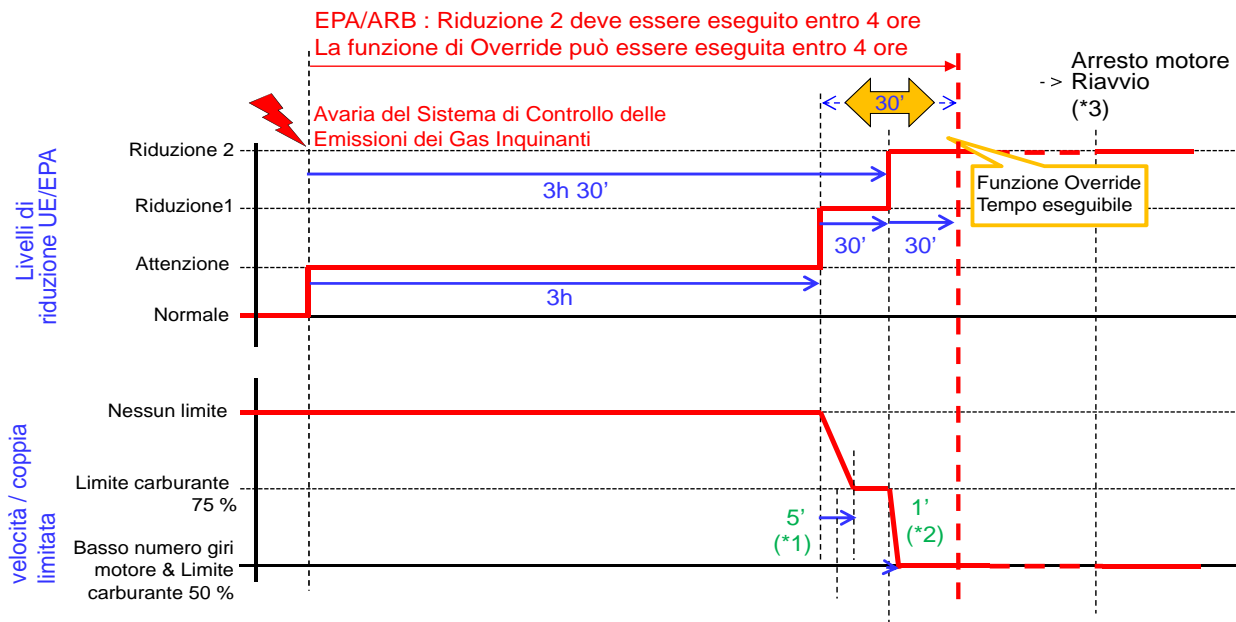 EPA/ARB : Riduzione 2 deve essere eseguito entro 4 ore
La funzione di Override può essere eseguita entro 4 ore
Arresto motore
-> Riavvio
(*3)
30’
Avaria del Sistema di Controllo delle
Emissioni dei Gas Inquinanti
Livelli di
riduzione UE/EPA
Riduzione 2
3h 30’
Funzione Override
Tempo eseguibile
Riduzione1
30’
30’
Attenzione
3h
Normale
velocità / coppia
limitata
Nessun limite
Limite carburante
75 %
5’
(*1)
1’
(*2)
Basso numero giri
motore & Limite
carburante 50 %